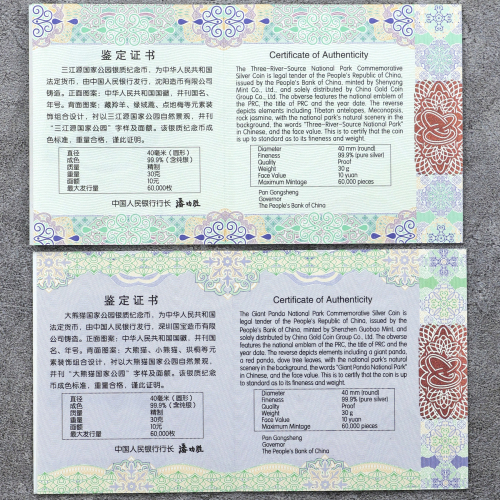 鉴定证书
三江源国家公园银质纪念币，为中华人民共和国
法定货币，由中国人民银行发行，沈阳造币有限公司
铸造。正面图案：中华人民共和国国徽，并刊国名、
年号。背面图案：藏羚羊、绿绒蒿、点地梅等元素装
饰组合设计，衬以三江源国家公园自然景观，并刊
“三江源国家公园”字样及面额。该银质纪念币成
色标准，重量合格，谨此证明。
直径 40毫米（圆形）
成色 99.9%（含纯银）
质量 精制
重量 30克
面额 10元
最大发行量 60,000枚
中国人民银行行长 潘功胜
Certificate of Authenticity
The Three-River-Source National Park Commemorative
Silver Coin is legal tender of the People's Republic of China,
issued by the People's Bank of China, minted by Shenyang
Mint Co., Ltd., and solely distributed by China Gold Coin
Group Co., Ltd. The obverse features the national emblem of
the PRC, the title of PRC and the year date. The reverse
depicts elements including Tibetan antelopes, Meconopsis,
rock jasmine, with the national park's natural scenery in the
background, the words "Three-River-Source National Park"
in Chinese, and the face value. This is to certify that the coin
is up to standard as to its fineness and weight.
Diameter 40 mm (round)
Fineness 99.9% (pure silver)
Quality Proof
Weight 30 g
Face Value 10 yuan
Maximum Mintage 60,000 pieces
Pan Gongsheng
Governor
The People's Bank of China
鉴定证书
大熊猫国家公园银质纪念币，为中华人民共和国
法定货币，由中国人民银行发行，深圳国宝造币有限公
司铸造。正面图案：中华人民共和国国徽，并刊国
名、年号。背面图案：大熊猫、小熊猫、珙桐等元
素装饰组合设计，衬以大熊猫国家公园自然景观，
并刊“大熊猫国家公园”字样及面额。该银质纪念
币成色标准，重量合格，谨此证明。
直径 40毫米（圆形）
成色 99.9%（含纯银）
质量 精制
重量 30克
面额 10元
最大发行量 60,000枚
中国人民银行行长 潘功胜
Certificate of Authenticity
The Giant Panda National Park Commemorative Silver Coin is
legal tender of the People's Republic of China, issued by the
People's Bank of China, minted by Shenzhen Guobao Mint, and
solely distributed by China Gold Coin Group Co., Ltd. The obverse
features the national emblem of the PRC, the title of PRC and the
year date. The reverse depicts elements including a giant panda,
a red panda, dove tree leaves, with the national park's natural
scenery in the background, the words "Giant Panda National Park"
in Chinese, and the face value. This is to certify that the coin is up
to standard as to its fineness and weight.
Diameter 40 mm (round)
Fineness 99.9% (pure silver)
Quality Proof
Weight 30 g
Face Value 10 yuan
Maximum Mintage 60,000 pieces
Pan Gongsheng
Governor
The People's Bank of China